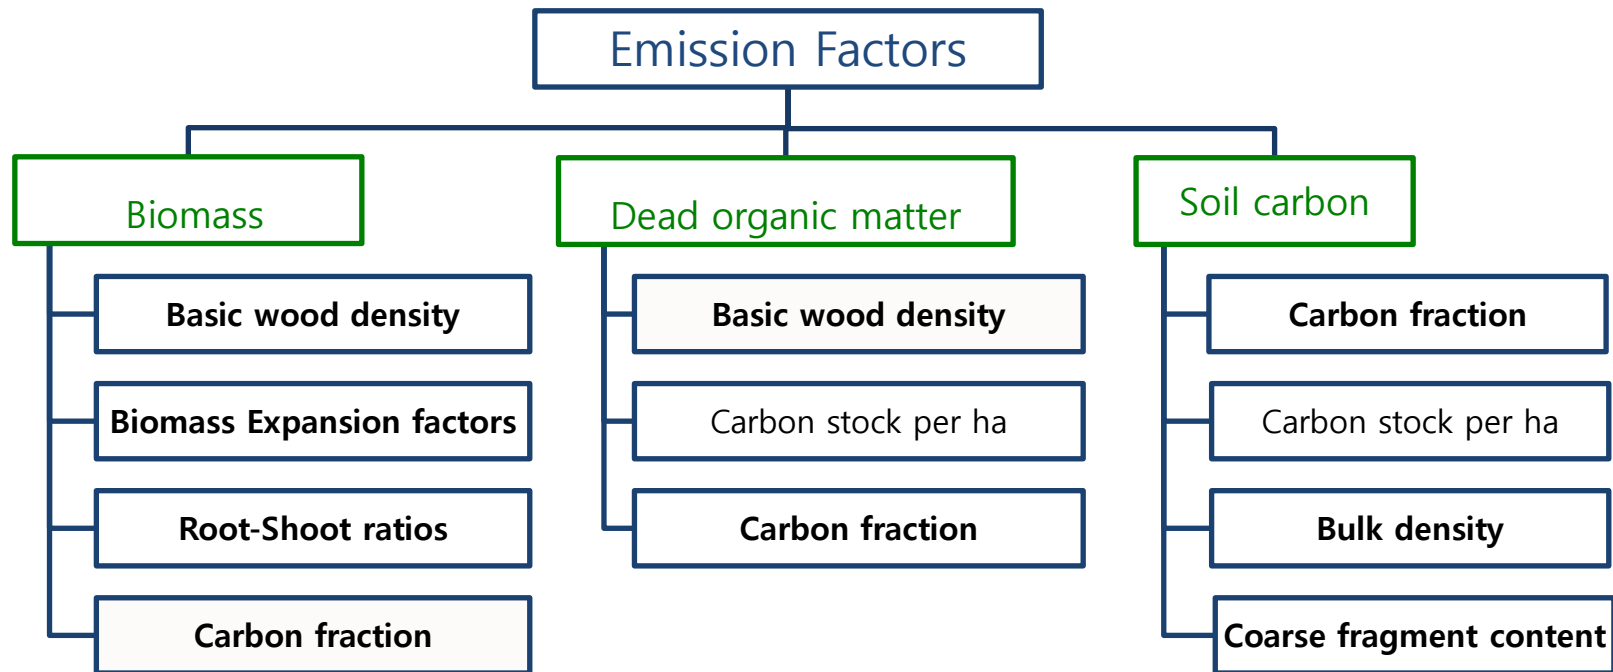 Emission Factors
Biomass
Basic wood density
Biomass Expansion factors
Root-Shoot ratios
Carbon fraction
Dead organic matter
Basic wood density
Carbon stock per ha
Carbon fraction
Soil carbon
Carbon fraction
Carbon stock per ha
Bulk density
Coarse fragment content